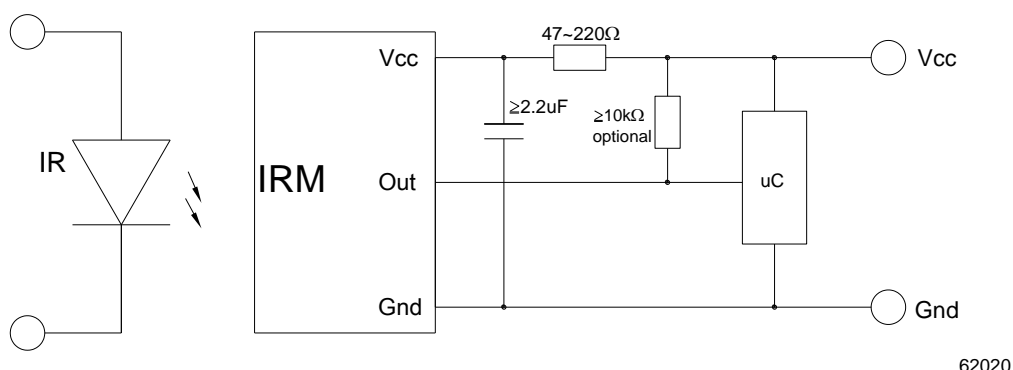 47~220Ω
Vcc
Vcc
≥2.2uF
≥10kΩ
optional
IR
IRM
Out
uC
Gnd
Gnd
62020